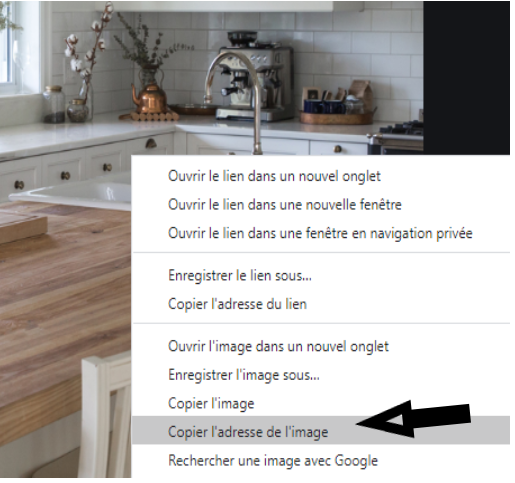 Ouvrir le lien dans un nouvel onglet
Ouvrir le lien dans une nouvelle fenêtre
Ouvrir le lien dans une fenêtre en navigation privée
Enregistrer le lien sous...
Copier l'adresse du lien
Ouvrir l'image dans un nouvel onglet
Enregistrer l'image sous...
Copier l'image
Copier l'adresse de l'image
Rechercher une image avec Google